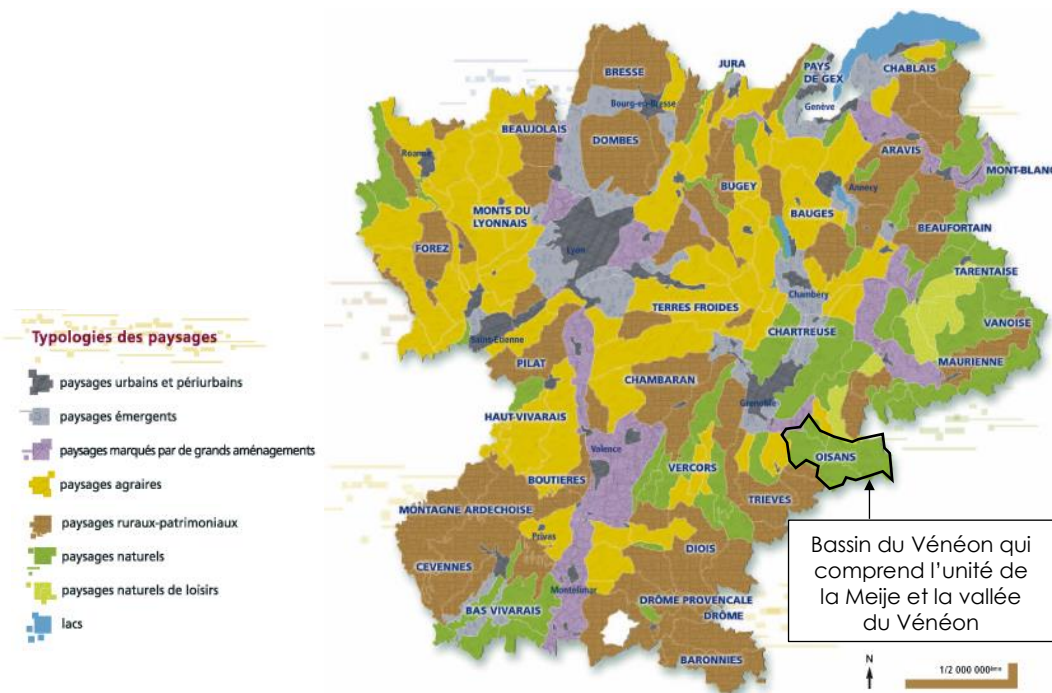 Typologies des paysages
paysages urbains et périurbains
paysages émergents
paysages marqués par de grands aménagements
paysages agraires
paysages ruraux-patrimoniaux
paysages naturels
paysages naturels de loisirs
lacs
JURA
PAYS
DE GEX
CHABLAIS
BRESSE
Bourg-en-Bresse
Genève
BEAUJOLAIS
DOMBES
Roanne
ARAVIS
MONT-BLANC
BUGEY
Annecy
MONTS DU
LYONNAIS
BAUGES
BEAUFORTAIN
FOREZ
Lyon
TARENTAISE
Chambéry
TERRES FROIDES
VANOISE
CHARTREUSE
Saint-Étienne
MAURIENNE
PILAT
CHAMBARAN
Grenoble
HAUT-VIVARAIS
Valence
OISANS
VERCORS
BOUTIERES
TRIEVES
MONTAGNE ARDECHOISE
Privas
DIOIS
CEVENNES
Montélimar
BAS VIVARAIS
DRÔME PROVENCALE
DRÔME
BARONNIES
Bassin du Vénéon qui
comprend l'unité de
la Meije et la vallée
du Vénéon
N
1/2 000 000ème